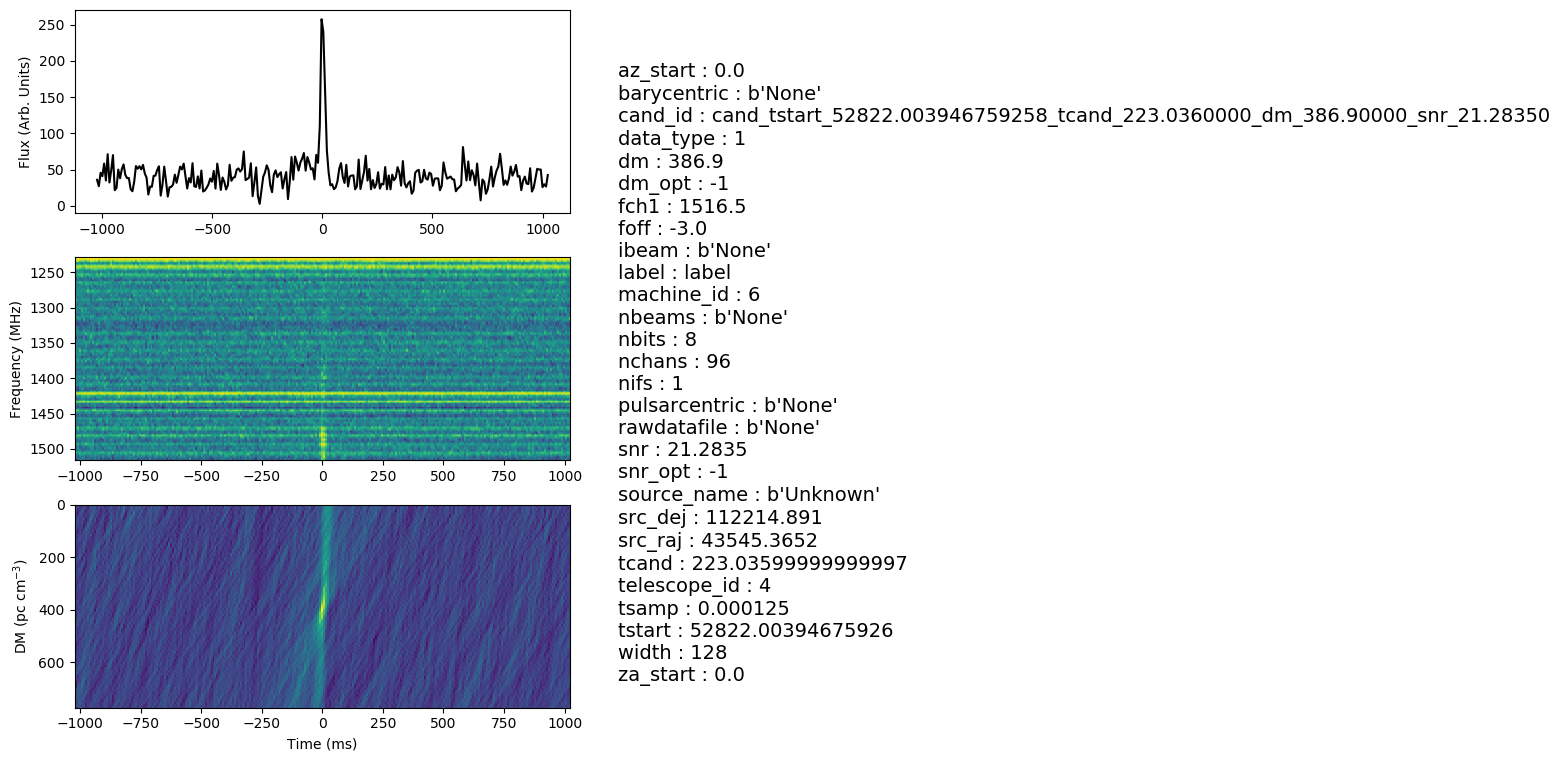 250
200
150
100
50
0
Flux (Arb. Units)
−1000 −500 0 500 1000
1250
1300
1350
1400
1450
1500
Frequency (MHz)
−1000 −750 −500 −250 0 250 500 750 1000
0
200
400
600
DM (pc cm−3)
−1000 −750 −500 −250 0 250 500 750 1000
Time (ms)
az_start : 0.0
barycentric : b'None'
cand_id : cand_tstart_52822.003946759258_tcand_223.0360000_dm_386.90000_snr_21.28350
data_type : 1
dm : 386.9
dm_opt : -1
fch1 : 1516.5
foff : -3.0
ibeam : b'None'
label : label
machine_id : 6
nbeams : b'None'
nbits : 8
nchans : 96
nifs : 1
pulsarcentric : b'None'
rawdatafile : b'None'
snr : 21.2835
snr_opt : -1
source_name : b'Unknown'
src_dej : 112214.891
src_raj : 43545.3652
tcand : 223.03599999999997
telescope_id : 4
tsamp : 0.000125
tstart : 52822.00394675926
width : 128
za_start : 0.0